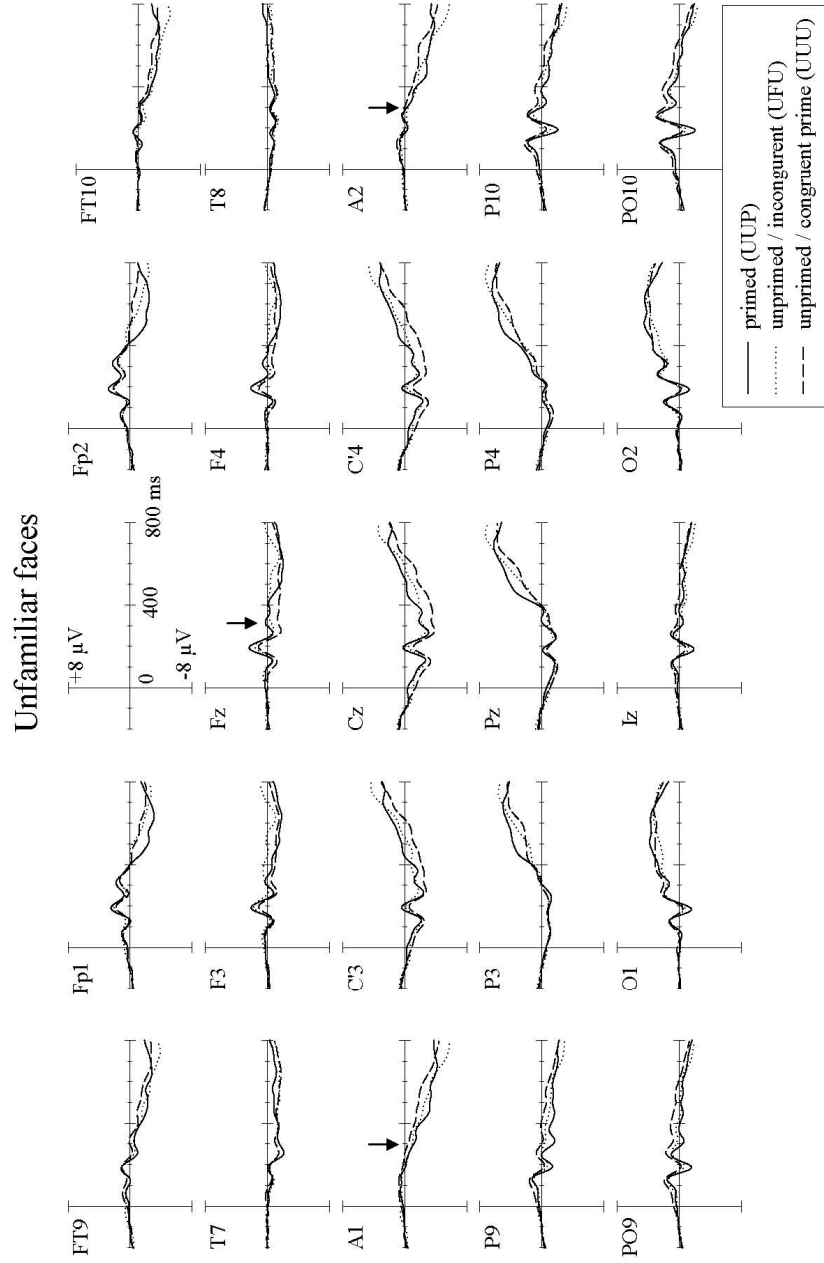 Unfamiliar faces
FT9
Fp1
+8 µV
Fp2
FT10
0
400
800 ms
-8 µV
T7
F3
Fz
F4
T8
A1
C'3
Cz
C'4
A2
P9
P3
Pz
P4
P10
PO9
O1
Iz
O2
PO10
primed (UUP)
unprimed / incongurent (UFU)
unprimed / congruent prime (UUU)